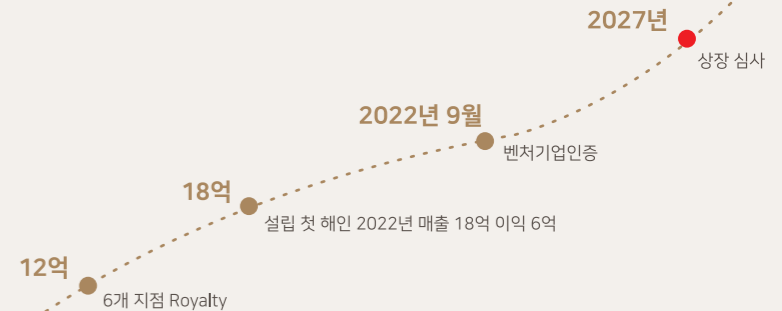 2027년
상장 심사
2022년 9월
벤처기업인증
18억
설립 첫 해인 2022년 매출 18억 이익 6억
12억
6개 지점 Royalty